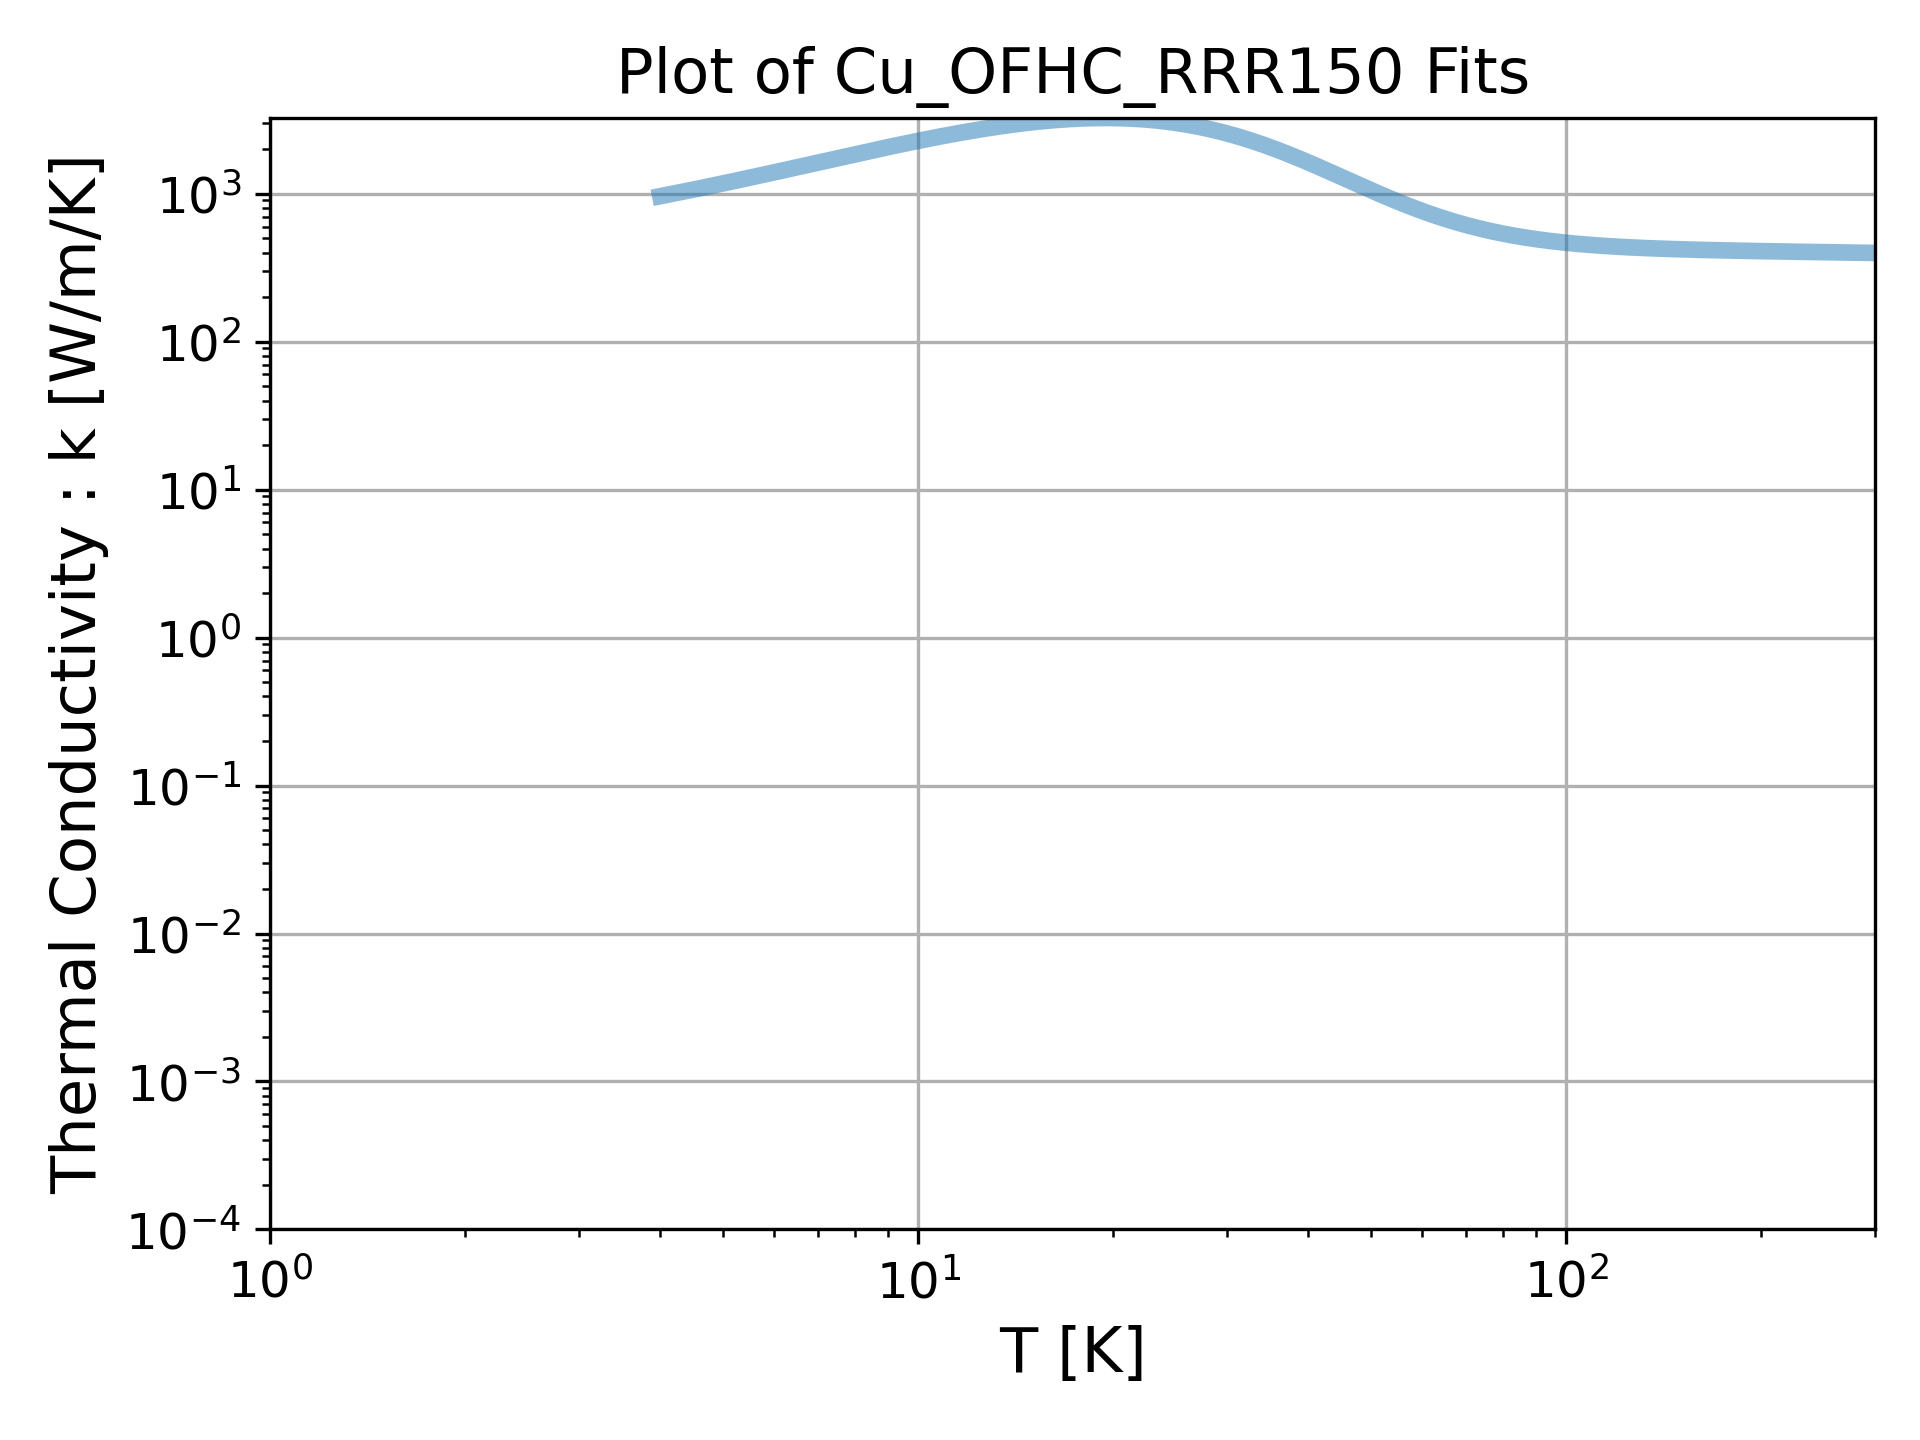 Plot of Cu_OFHC_RRR150 Fits
Thermal Conductivity : k [W/m/K]
10³
10²
10¹
10⁰
10⁻¹
10⁻²
10⁻³
10⁻⁴
10⁰ 10¹ 10²
T [K]